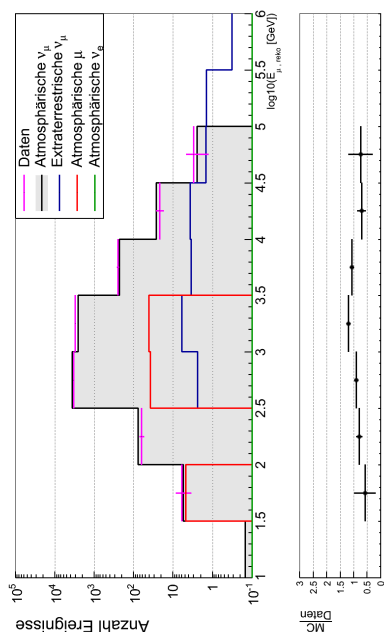 Anzahl Ereignisse
10^5
10^4
10^3
10^2
10
1
10^-1
Daten
Atmosphärische ν_μ
Extraterrestrische ν_μ
Atmosphärische μ
Atmosphärische ν_e
1 1.5 2 2.5 3 3.5 4 4.5 5 5.5 6
log10(E_μ, reko [GeV])
MC
Daten
3
2.5
2
1.5
1
0.5
0